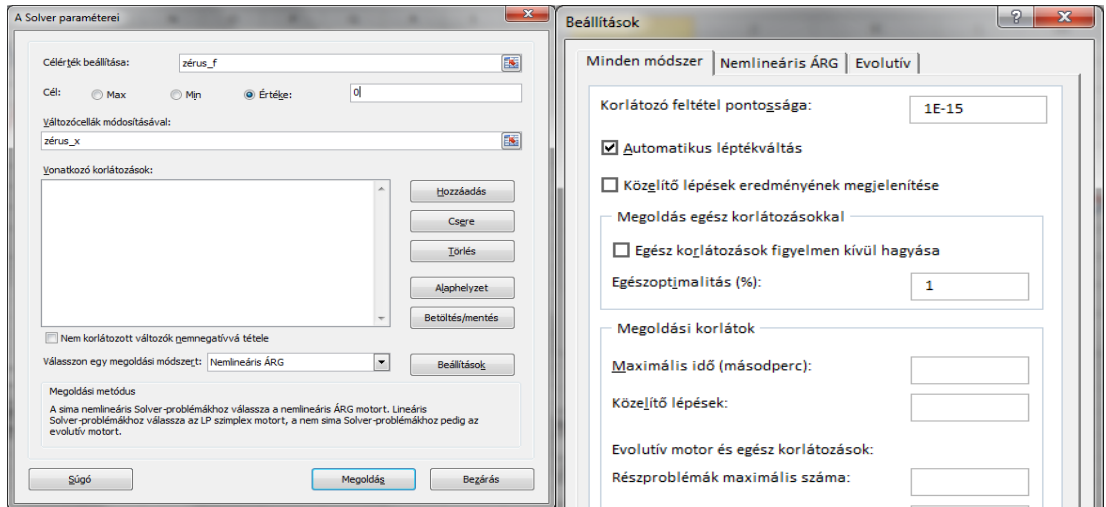 A Solver paraméterei
Célérték beállítása: zérus_f
Cél: Max Min Értéke: 0
Változócellák módosításával:
zérus_x
Vonatkozó korlátozások:
Hozzáadás
Csere
Törlés
Alaphelyzet
Betöltés/mentés
Nem korlátozott változók nemnegatívvá tétele
Válasszon egy megoldási módszert: Nemlineáris ÁRG
Beállítások
Megoldási metódus
A sima nemlineáris Solver-problémákhoz válassza a nemlineáris ÁRG motort. Lineáris
Solver-problémákhoz válassza az LP szimplex motort, a nem sima Solver-problémákhoz pedig az
evolutív motort.
Súgó
Megoldás
Bezárás
Beállítások
Minden módszer Nemlineáris ÁRG Evolutív
Korlátozó feltétel pontossága: 1E-15
Automatikus léptékváltás
Közelítő lépések eredményének megjelenítése
Megoldás egész korlátozásokkal
Egész korlátozások figyelmen kívül hagyása
Egészoptimalitás (%): 1
Megoldási korlátok
Maximális idő (másodperc):
Közelítő lépések:
Evolutív motor és egész korlátozások:
Részproblémák maximális száma: